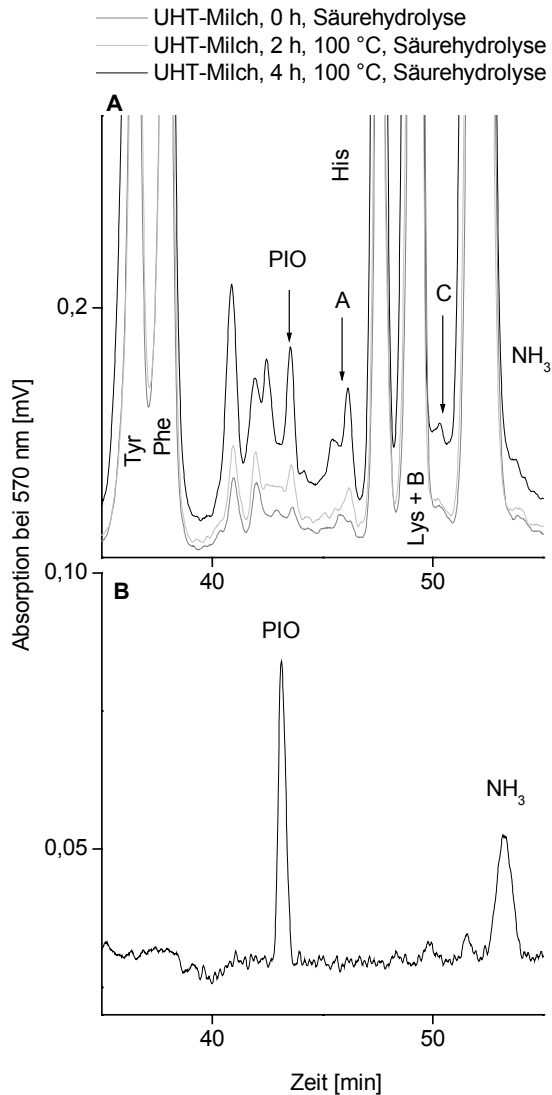 UHT-Milch, 0 h, Säurehydrolyse
UHT-Milch, 2 h, 100 °C, Säurehydrolyse
UHT-Milch, 4 h, 100 °C, Säurehydrolyse
A
His
PIO
A
C
0,2
NH3
Tyr
Phe
Lys + B
Absorption bei 570 nm [mV]
40
50
0,10
B
PIO
NH3
0,05
40
50
Zeit [min]